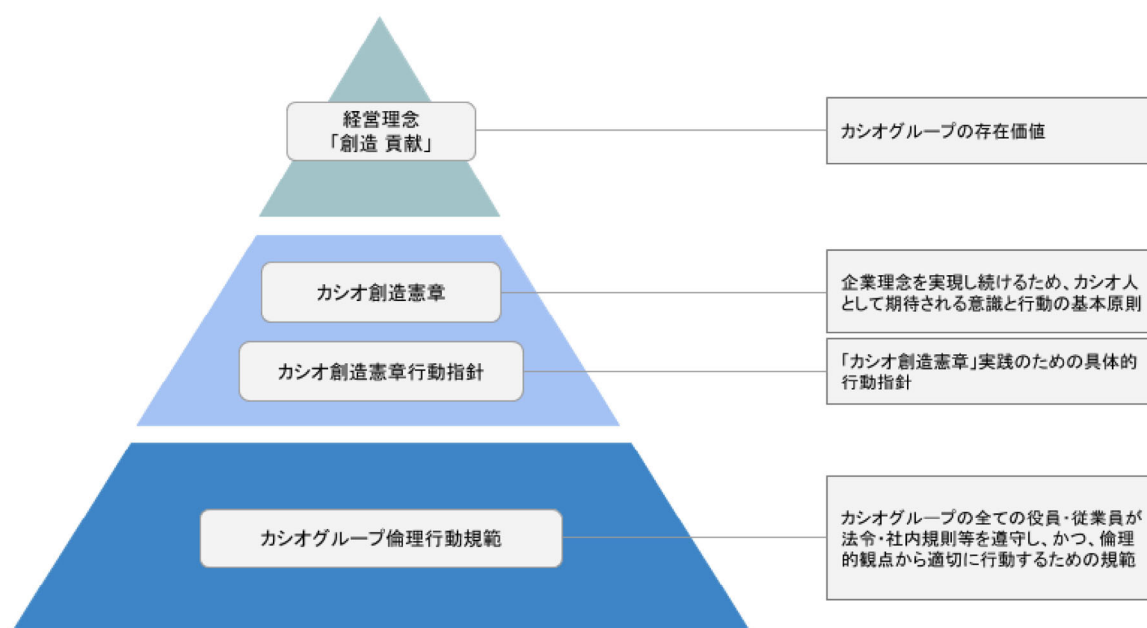 経営理念
「創造 貢献」
カシオグループの存在価値
カシオ創造憲章
企業理念を実現し続けるため、カシオ人
として期待される意識と行動の基本原則
カシオ創造憲章行動指針
「カシオ創造憲章」実践のための具体的
行動指針
カシオグループ倫理行動規範
カシオグループの全ての役員・従業員が
法令・社内規則等を遵守し、かつ、倫理
的観点から適切に行動するための規範